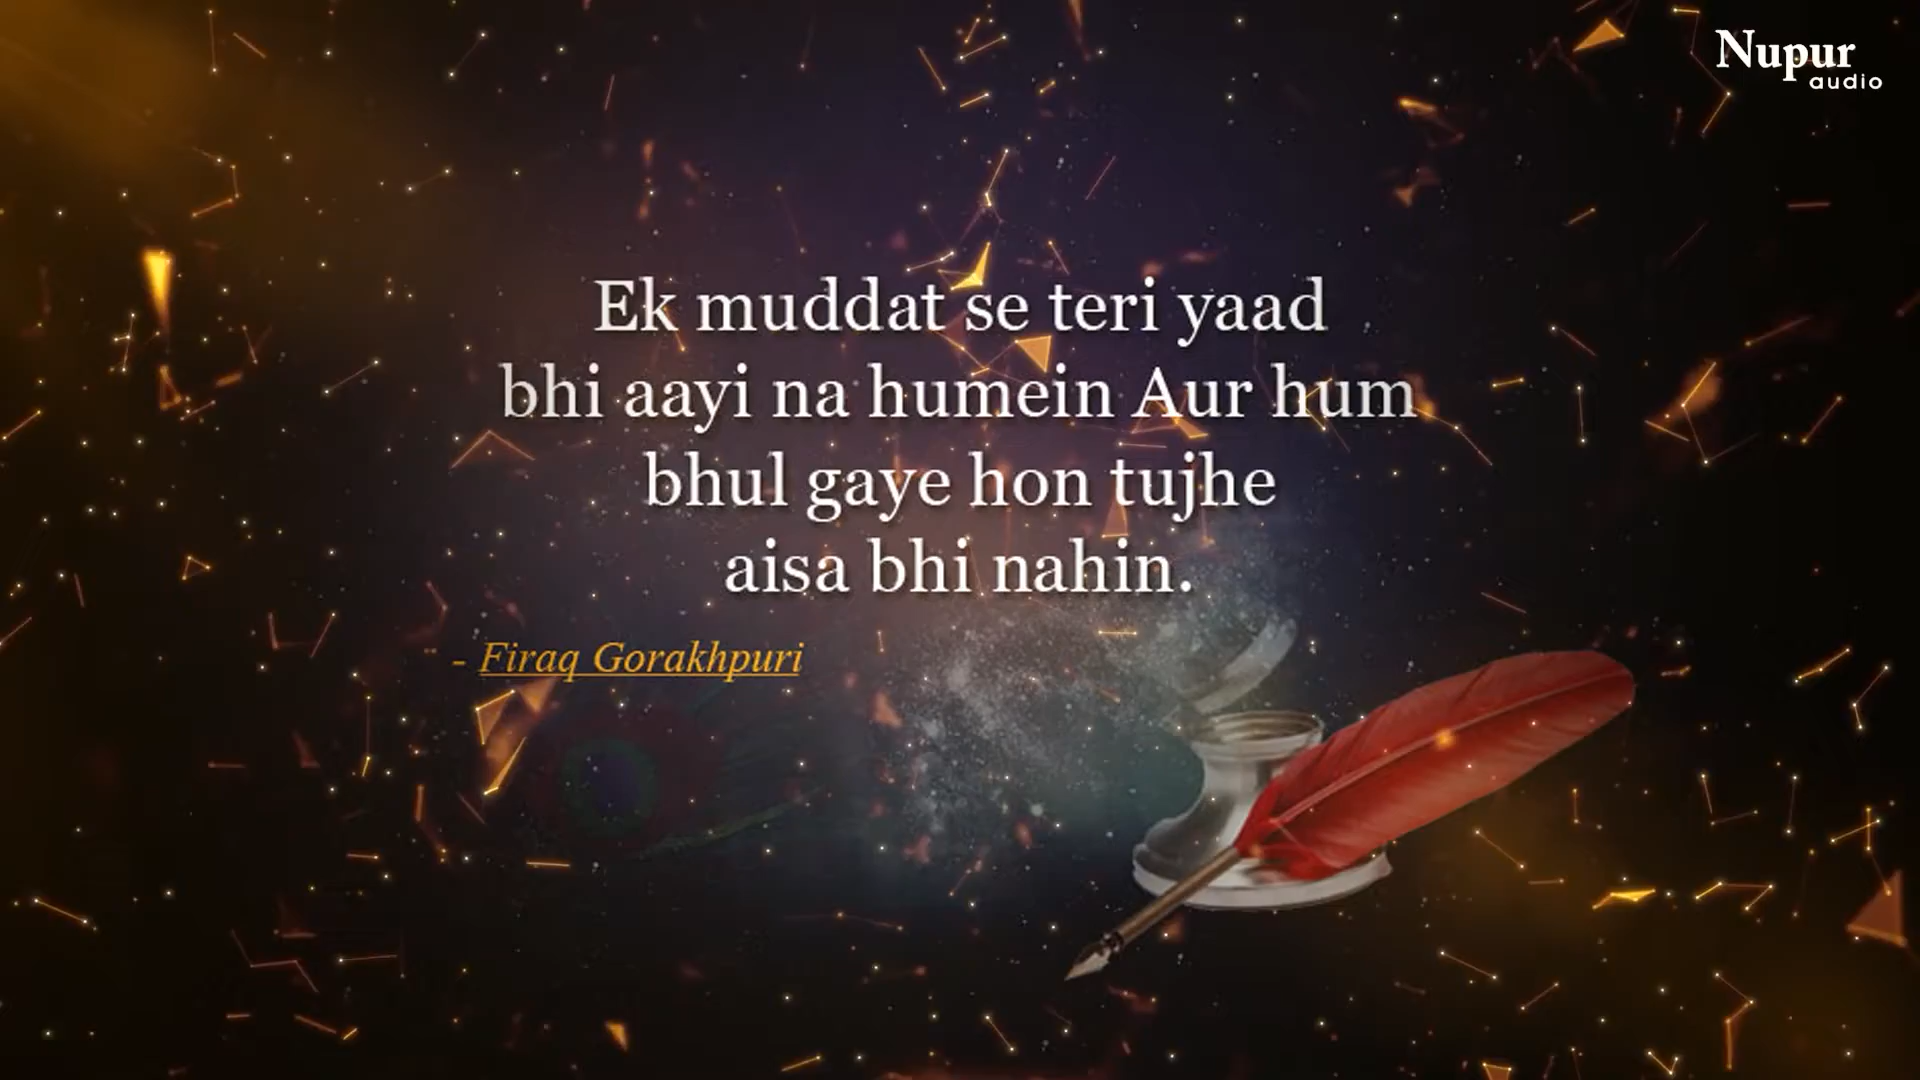 Nupur
audio
Ek muddat se teri yaad
bhi aayi na humein Aur hum
bhul gaye hon tujhe
aisa bhi nahin.
- Firaq Gorakhpuri